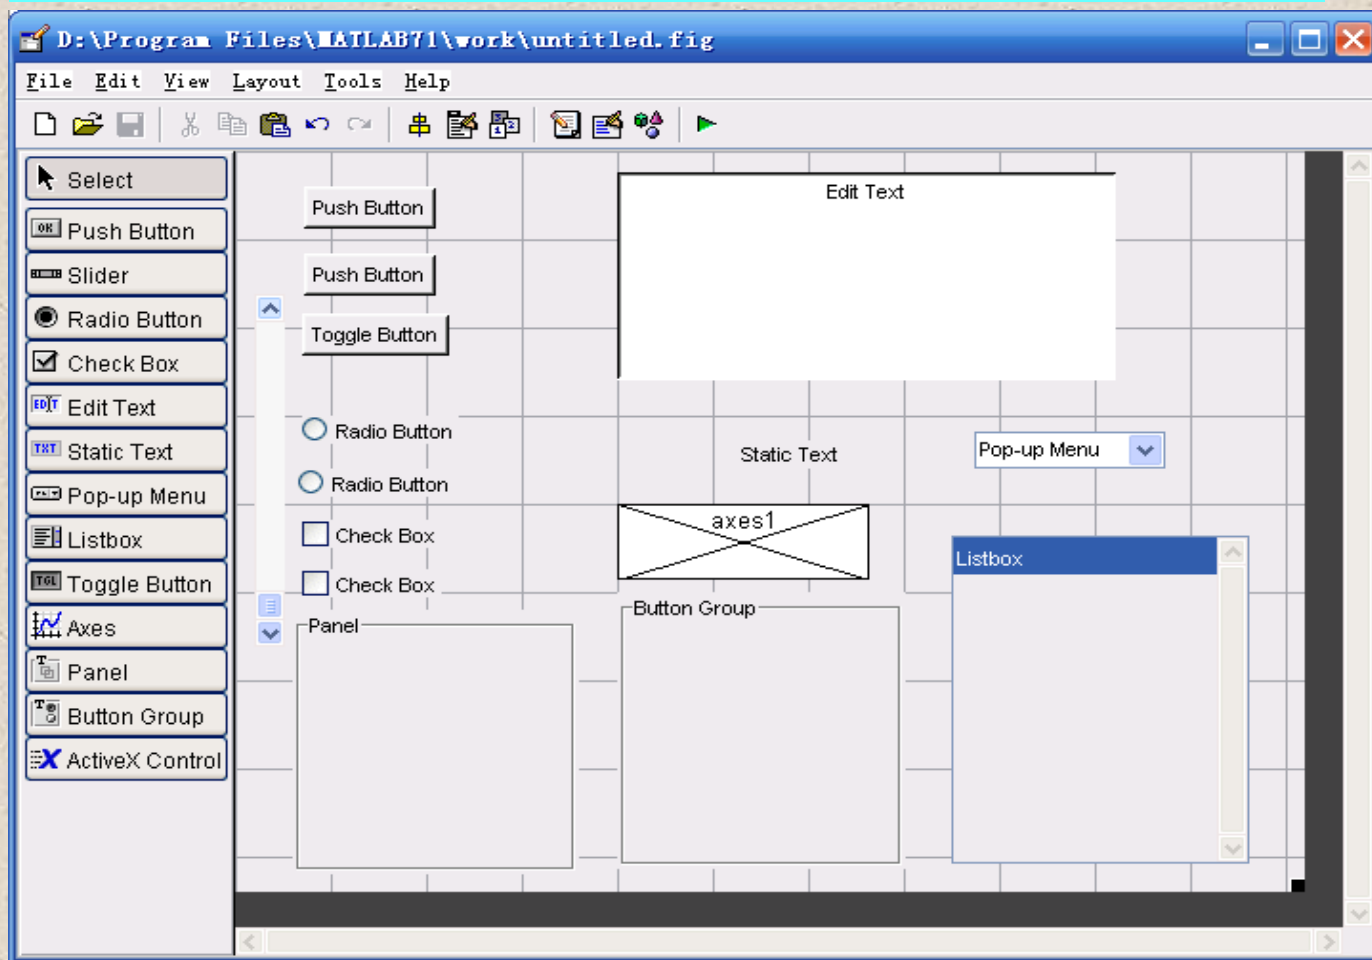 D:\Program Files\MATLAB71\work\untitled.fig
File Edit View Layout Tools Help
Select
Push Button
Slider
Radio Button
Check Box
Edit Text
Static Text
Pop-up Menu
Listbox
Toggle Button
Axes
Panel
Button Group
ActiveX Control
Push Button
Push Button
Toggle Button
Radio Button
Radio Button
Check Box
Check Box
Panel
Edit Text
Static Text
Pop-up Menu
axes1
Button Group
Listbox